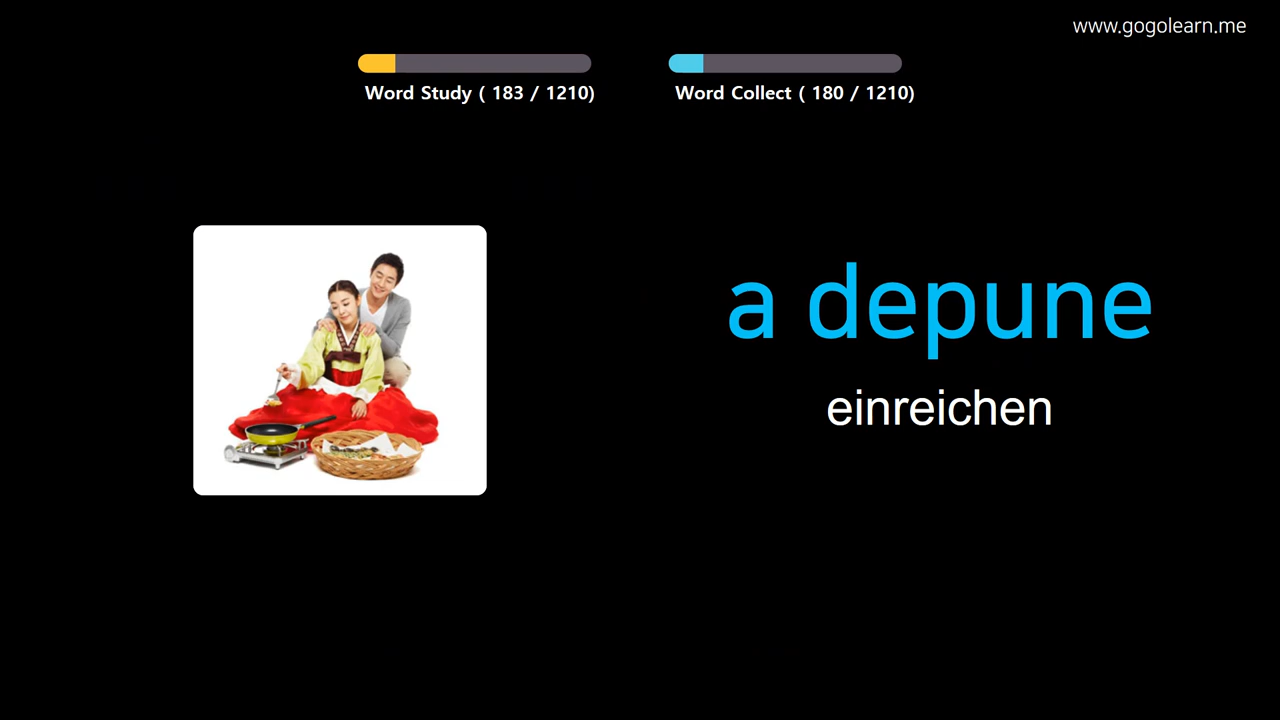 www.gogolearn.me
Word Study ( 183 / 1210)
Word Collect ( 180 / 1210)
a depune
einreichen